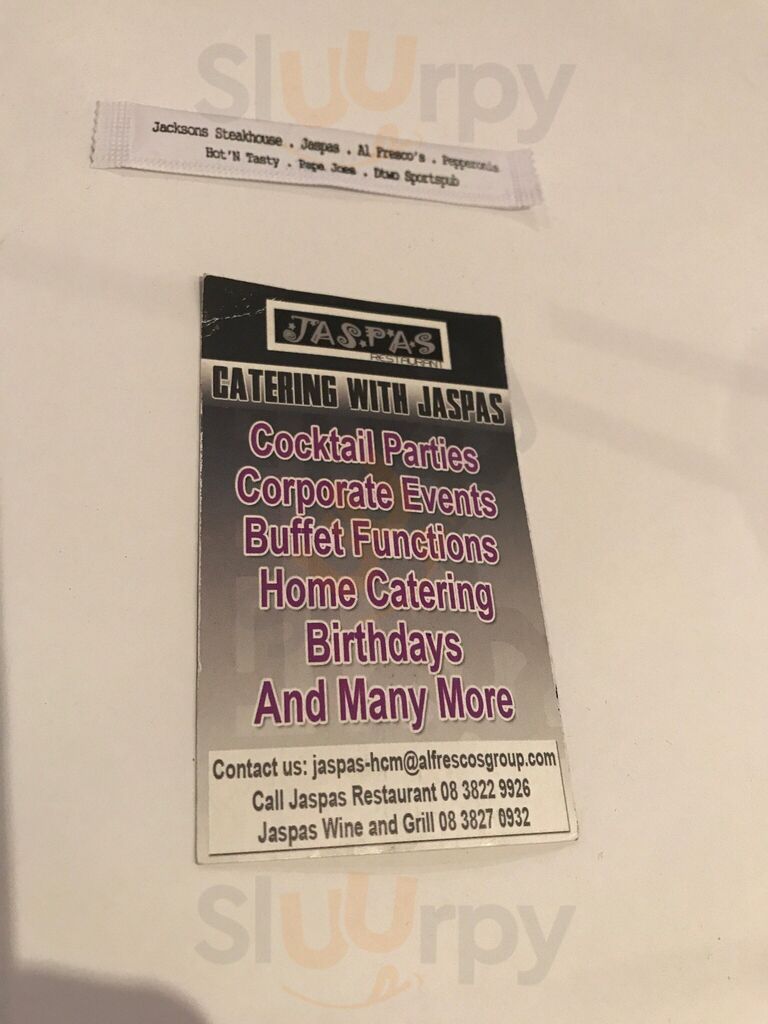 Sluurpy
Jacksons Steakhouse . Jaspas . Al Fresco's . Pepperonis
Hot'N Tasty . Papa Joes . Dtwo Sportspub
JASPAS
RESTAURANT
CATERING WITH JASPAS
Cocktail Parties
Corporate Events
Buffet Functions
Home Catering
Birthdays
And Many More
Contact us: jaspas-hcm@alfrescosgroup.com
Call Jaspas Restaurant 08 3822 9926
Jaspas Wine and Grill 08 3827 0932
Sluurpy